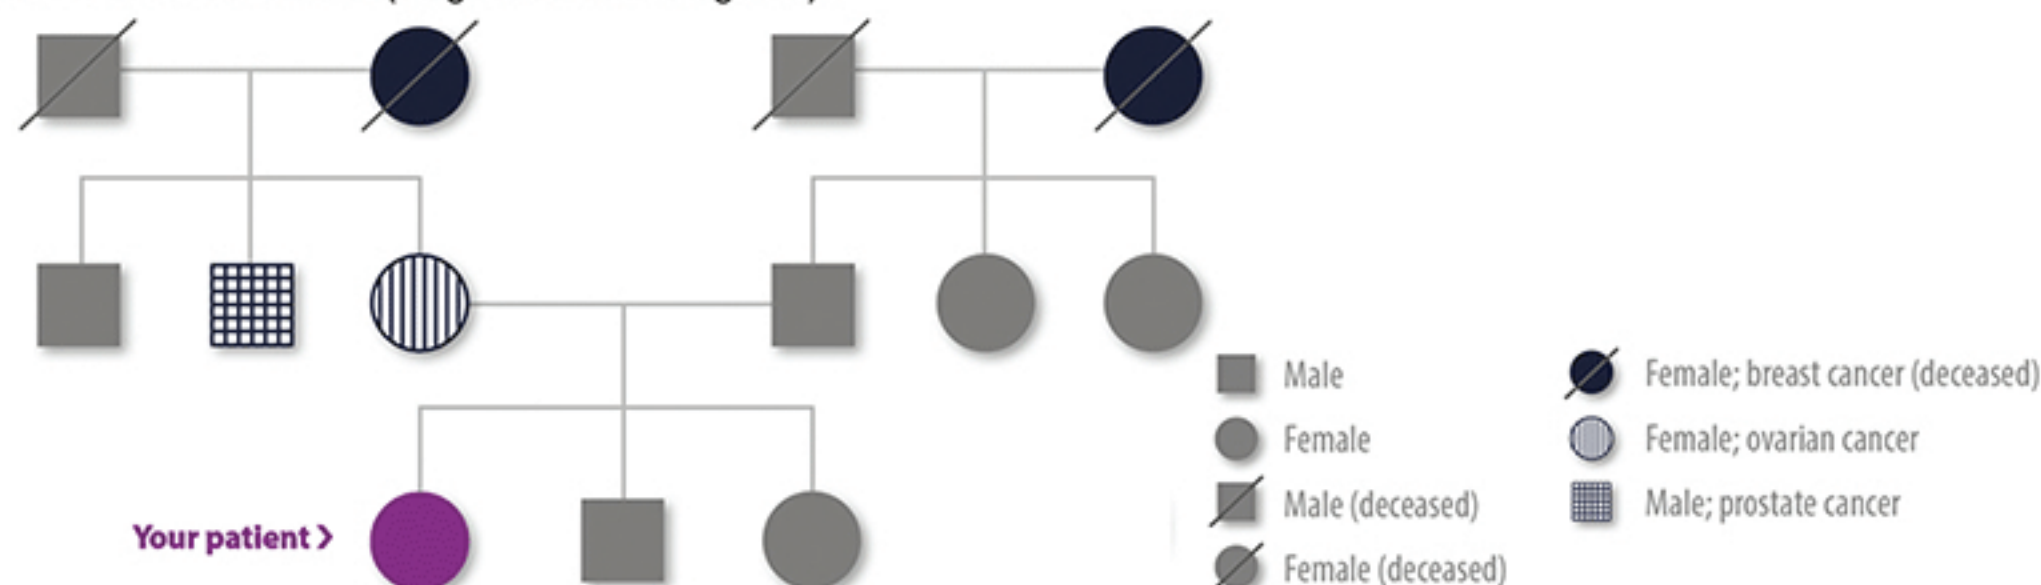 Your patient >
Male
Female
Male (deceased)
Female (deceased)
Female; breast cancer (deceased)
Female; ovarian cancer
Male; prostate cancer